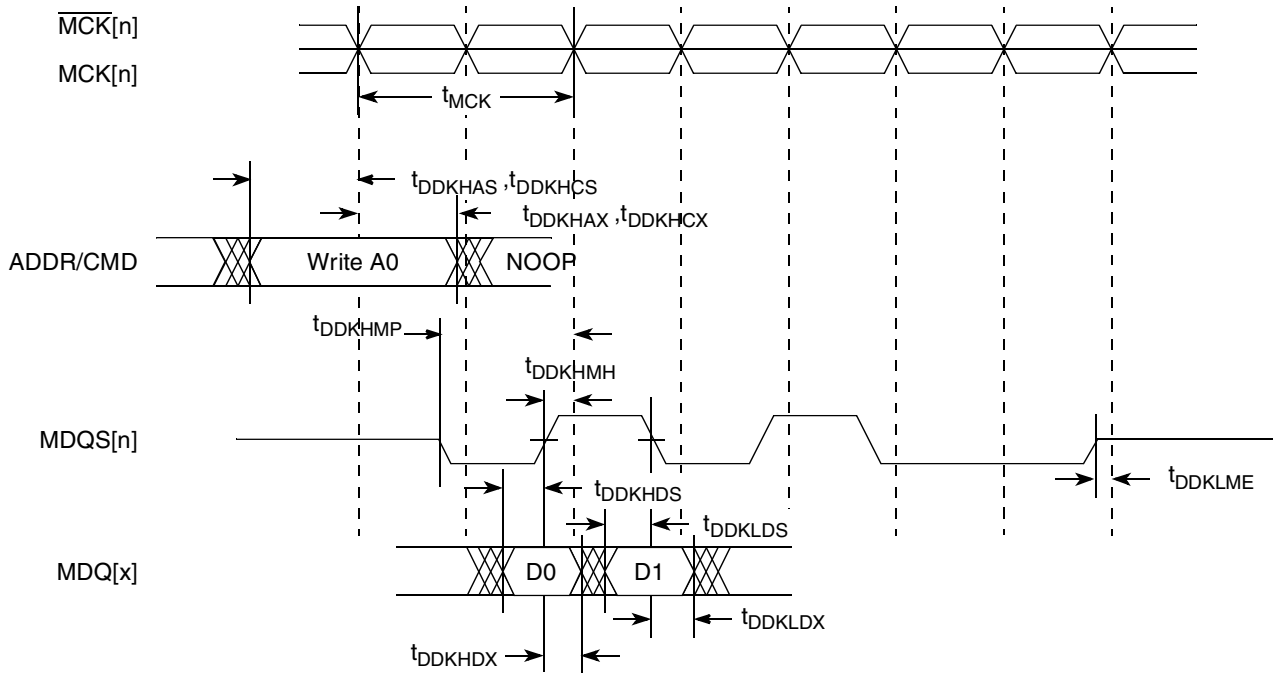 MCK[n]
MCK[n]
tMCK
tDDKHAS ,tDDKHCS
tDDKHAX ,tDDKHCX
ADDR/CMD
Write A0
NOOP
tDDKHMP
tDDKHMH
MDQS[n]
tDDKHDS
tDDKLME
tDDKLDS
MDQ[x]
D0
D1
tDDKLDX
tDDKHDX